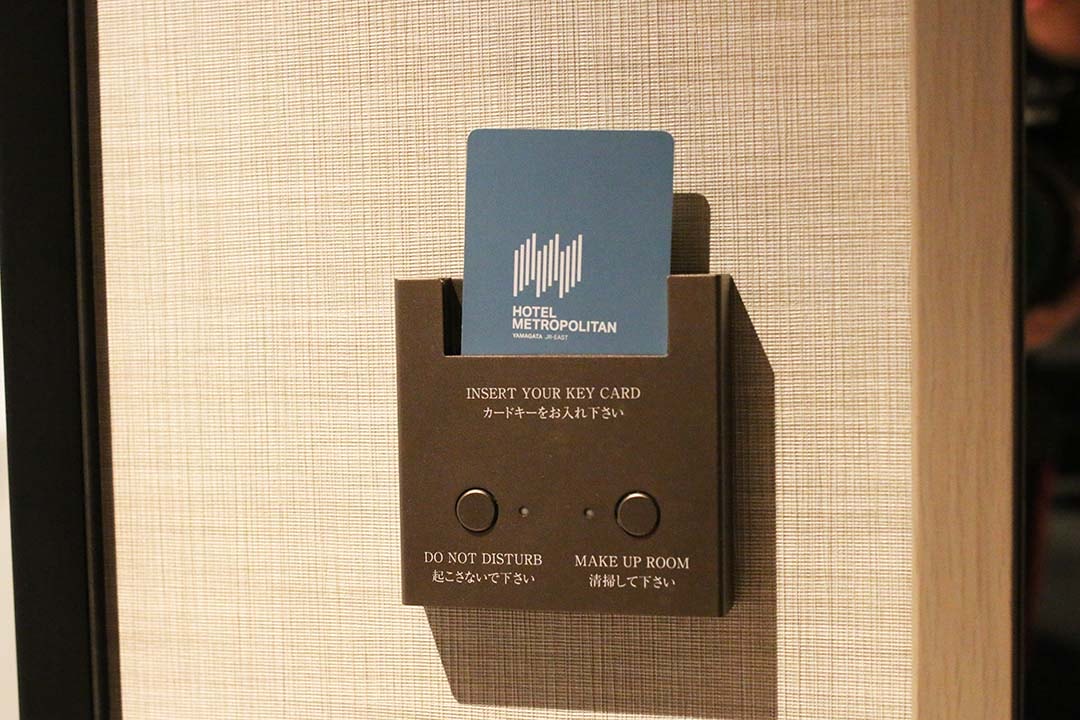 HOTEL
METROPOLITAN
YAMAGATA JR-EAST
INSERT YOUR KEY CARD
カードキーをお入れ下さい
DO NOT DISTURB
起こさないで下さい
MAKE UP ROOM
清掃して下さい